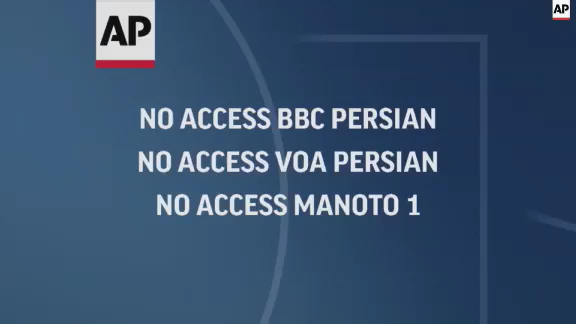 AP
AP
NO ACCESS BBC PERSIAN
NO ACCESS VOA PERSIAN
NO ACCESS MANOTO 1